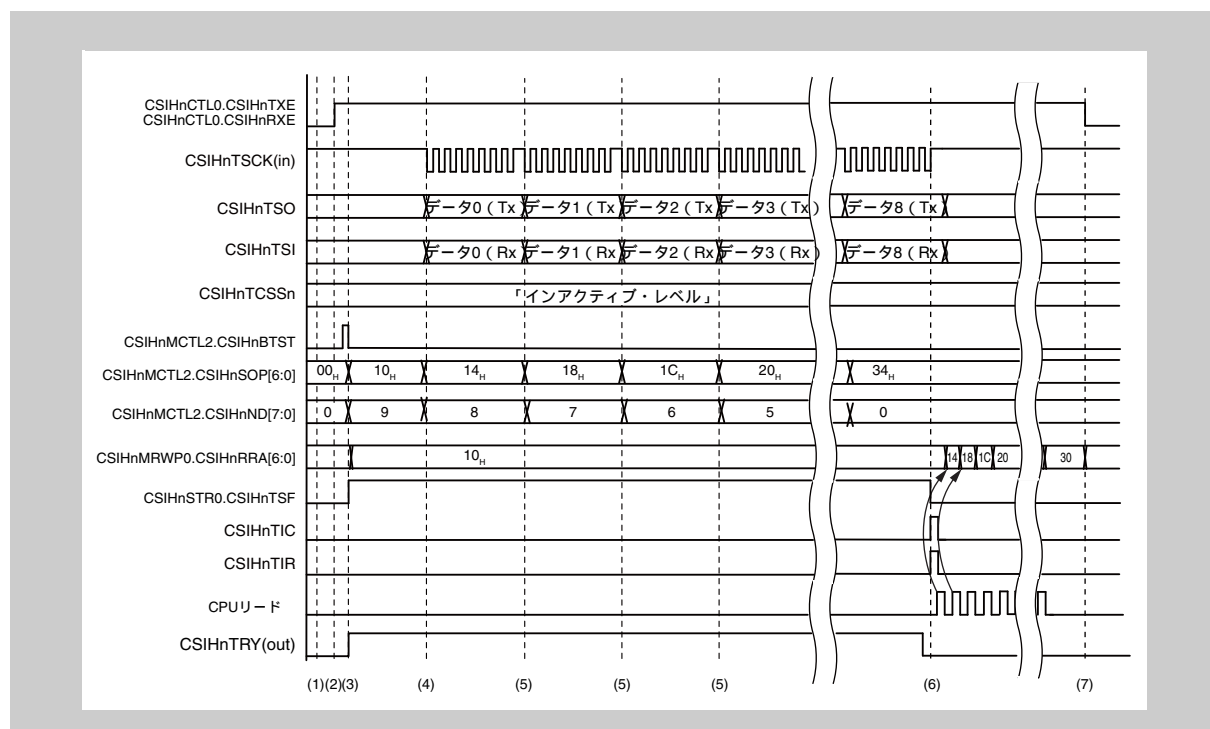 CSIHnCTL0.CSIHnTXE
CSIHnCTL0.CSIHnRXE
CSIHnTSCK(in)
CSIHnTSO
データ0(Tx データ1(Tx データ2(Tx データ3(Tx) データ8(Tx
CSIHnTSI
データ0(Rx データ1(Rx データ2(Rx データ3(Rx) データ8(Rx
CSIHnTCSSn
「インアクティブ・レベル」
CSIHnMCTL2.CSIHnBTST
CSIHnMCTL2.CSIHnSOP[6:0]
00H 10H 14H 18H 1CH 20H 34H
CSIHnMCTL2.CSIHnND[7:0]
0 9 8 7 6 5 0
CSIHnMRWP0.CSIHnRRA[6:0]
10H 14 18 1C 20 30
CSIHnSTR0.CSIHnTSF
CSIHnTIC
CSIHnTIR
CPUリード
CSIHnTRY(out)
(1)(2)(3) (4) (5) (5) (5) (6) (7)